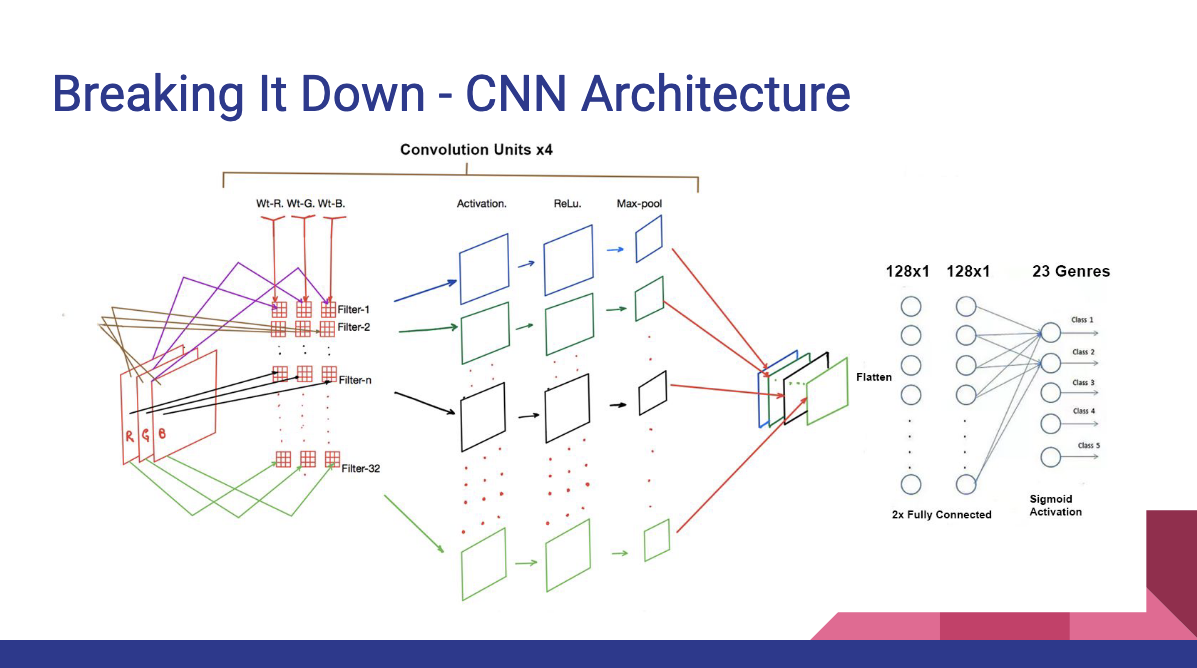 Breaking It Down - CNN Architecture
Convolution Units x4
Wt-R. Wt-G. Wt-B.
Activation.
ReLu.
Max-pool
Filter-1
Filter-2
Filter-n
Filter-32
R G B
Flatten
128x1 128x1 23 Genres
Class 1
Class 2
Class 3
Class 4
Class 5
2x Fully Connected
Sigmoid
Activation